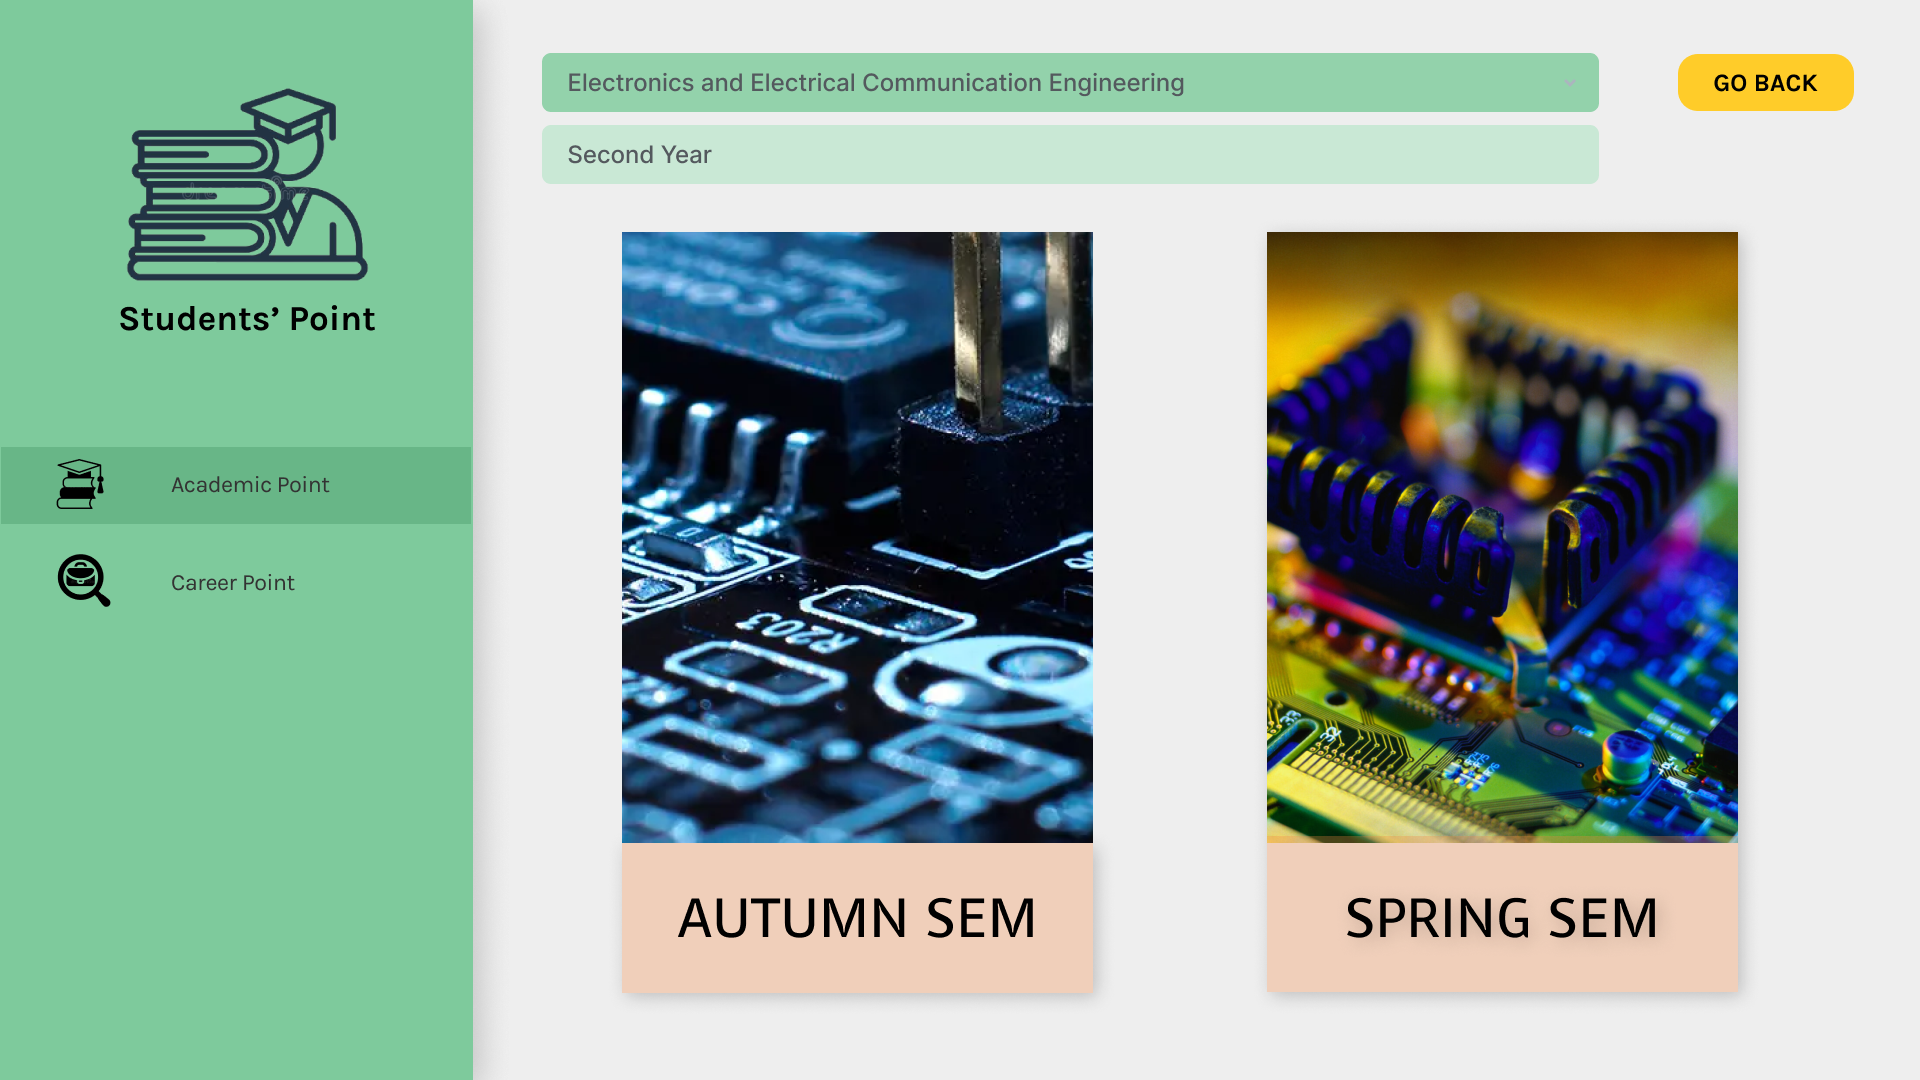 Students’ Point
Academic Point
Career Point
Electronics and Electrical Communication Engineering
GO BACK
Second Year
R203
AUTUMN SEM
SPRING SEM